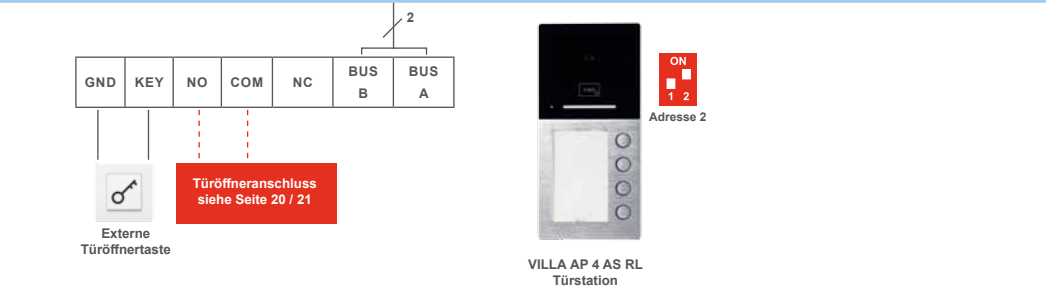 2
GND KEY NO COM NC BUS B BUS A
Türöffneranschluss
siehe Seite 20 / 21
Externe
Türöffnertaste
ON
1 2
Adresse 2
VILLA AP 4 AS RL
Türstation